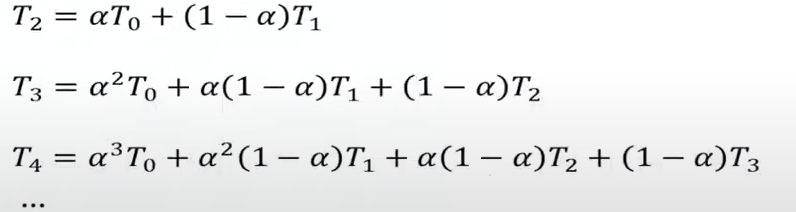 T₂ = αT₀ + (1 − α)T₁
T₃ = α²T₀ + α(1 − α)T₁ + (1 − α)T₂
T₄ = α³T₀ + α²(1 − α)T₁ + α(1 − α)T₂ + (1 − α)T₃
...